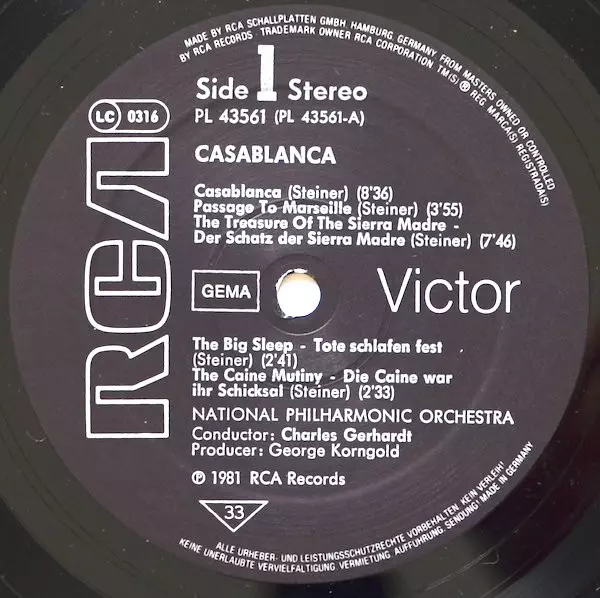 MADE BY RCA SCHALLPLATTEN GMBH, HAMBURG, GERMANY, FROM MASTERS OWNED OR CONTROLLED
BY RCA RECORDS · TRADEMARK OWNER RCA CORPORATION TM(S) ® REG. MARCA(S) REGISTRADA(S)
Side 1 Stereo
PL 43561 (PL 43561-A)
LC 0316
RCA
CASABLANCA
Casablanca (Steiner) (8'36)
Passage To Marseille (Steiner) (3'55)
The Treasure Of The Sierra Madre -
Der Schatz der Sierra Madre (Steiner) (7'46)
GEMA
Victor
The Big Sleep - Tote schlafen fest
(Steiner) (2'41)
The Caine Mutiny - Die Caine war
ihr Schicksal (Steiner) (2'33)
NATIONAL PHILHARMONIC ORCHESTRA
Conductor: Charles Gerhardt
Producer: George Korngold
℗ 1981 RCA Records
33
ALLE URHEBER- UND LEISTUNGSSCHUTZRECHTE VORBEHALTEN. KEIN VERLEIH!
KEINE UNERLAUBTE VERVIELFÄLTIGUNG, VERMIETUNG, AUFFÜHRUNG, SENDUNG! MADE IN GERMANY